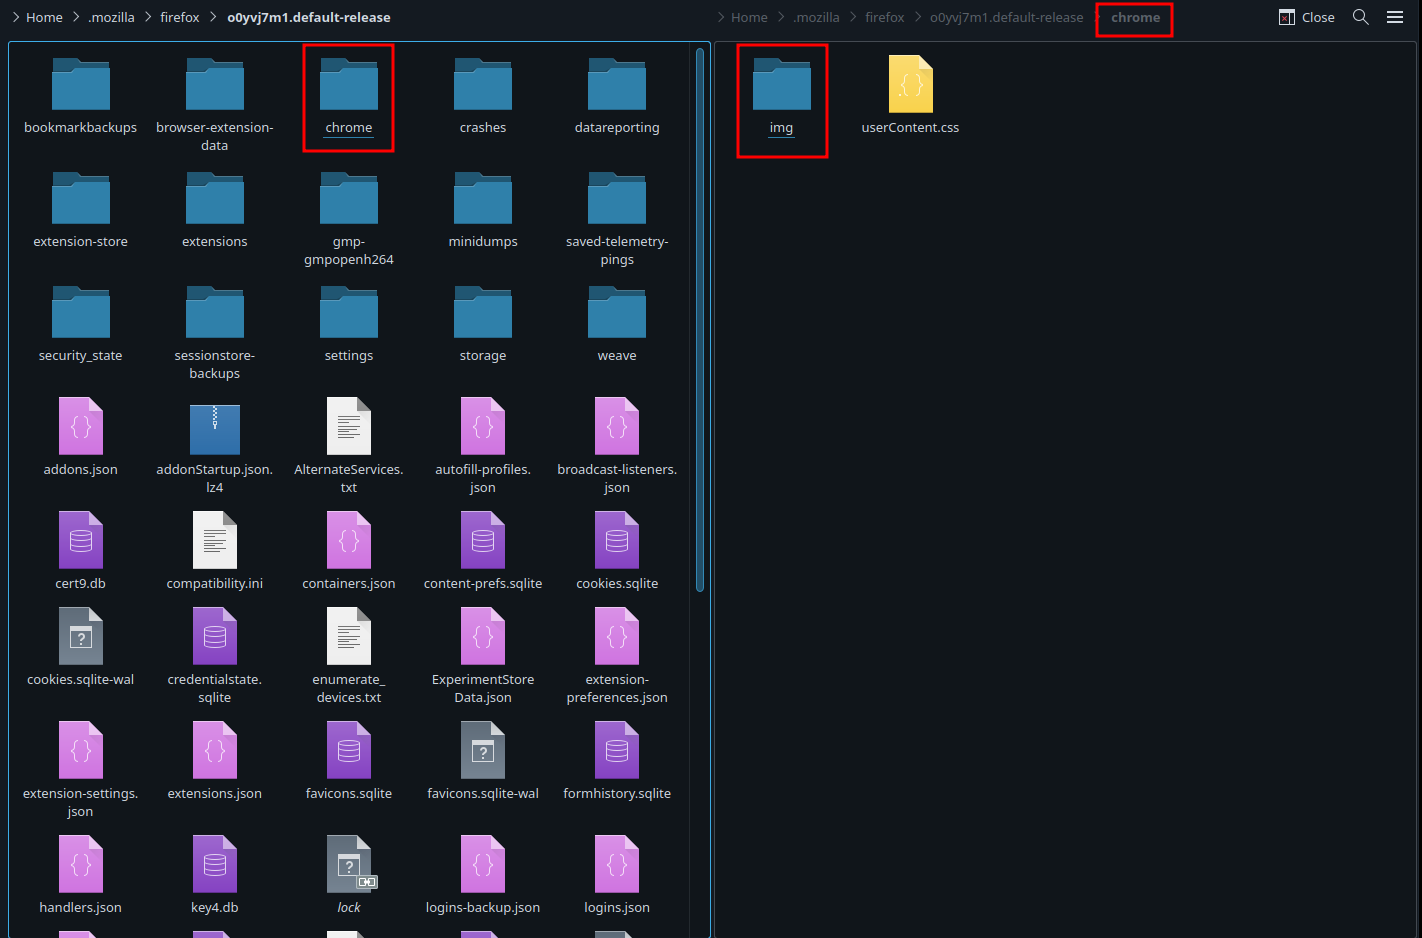 Home .mozilla firefox o0yvj7m1.default-release
Home .mozilla firefox o0yvj7m1.default-release chrome
Close
bookmarkbackups
browser-extension-
data
chrome
crashes
datareporting
extension-store
extensions
gmp-
gmpopenh264
minidumps
saved-telemetry-
pings
security_state
sessionstore-
backups
settings
storage
weave
addons.json
addonStartup.json.
lz4
AlternateServices.
txt
autofill-profiles.
json
broadcast-listeners.
json
cert9.db
compatibility.ini
containers.json
content-prefs.sqlite
cookies.sqlite
cookies.sqlite-wal
credentialstate.
sqlite
enumerate_
devices.txt
ExperimentStore
Data.json
extension-
preferences.json
extension-settings.
json
extensions.json
favicons.sqlite
favicons.sqlite-wal
formhistory.sqlite
handlers.json
key4.db
lock
logins-backup.json
logins.json
img
userContent.css